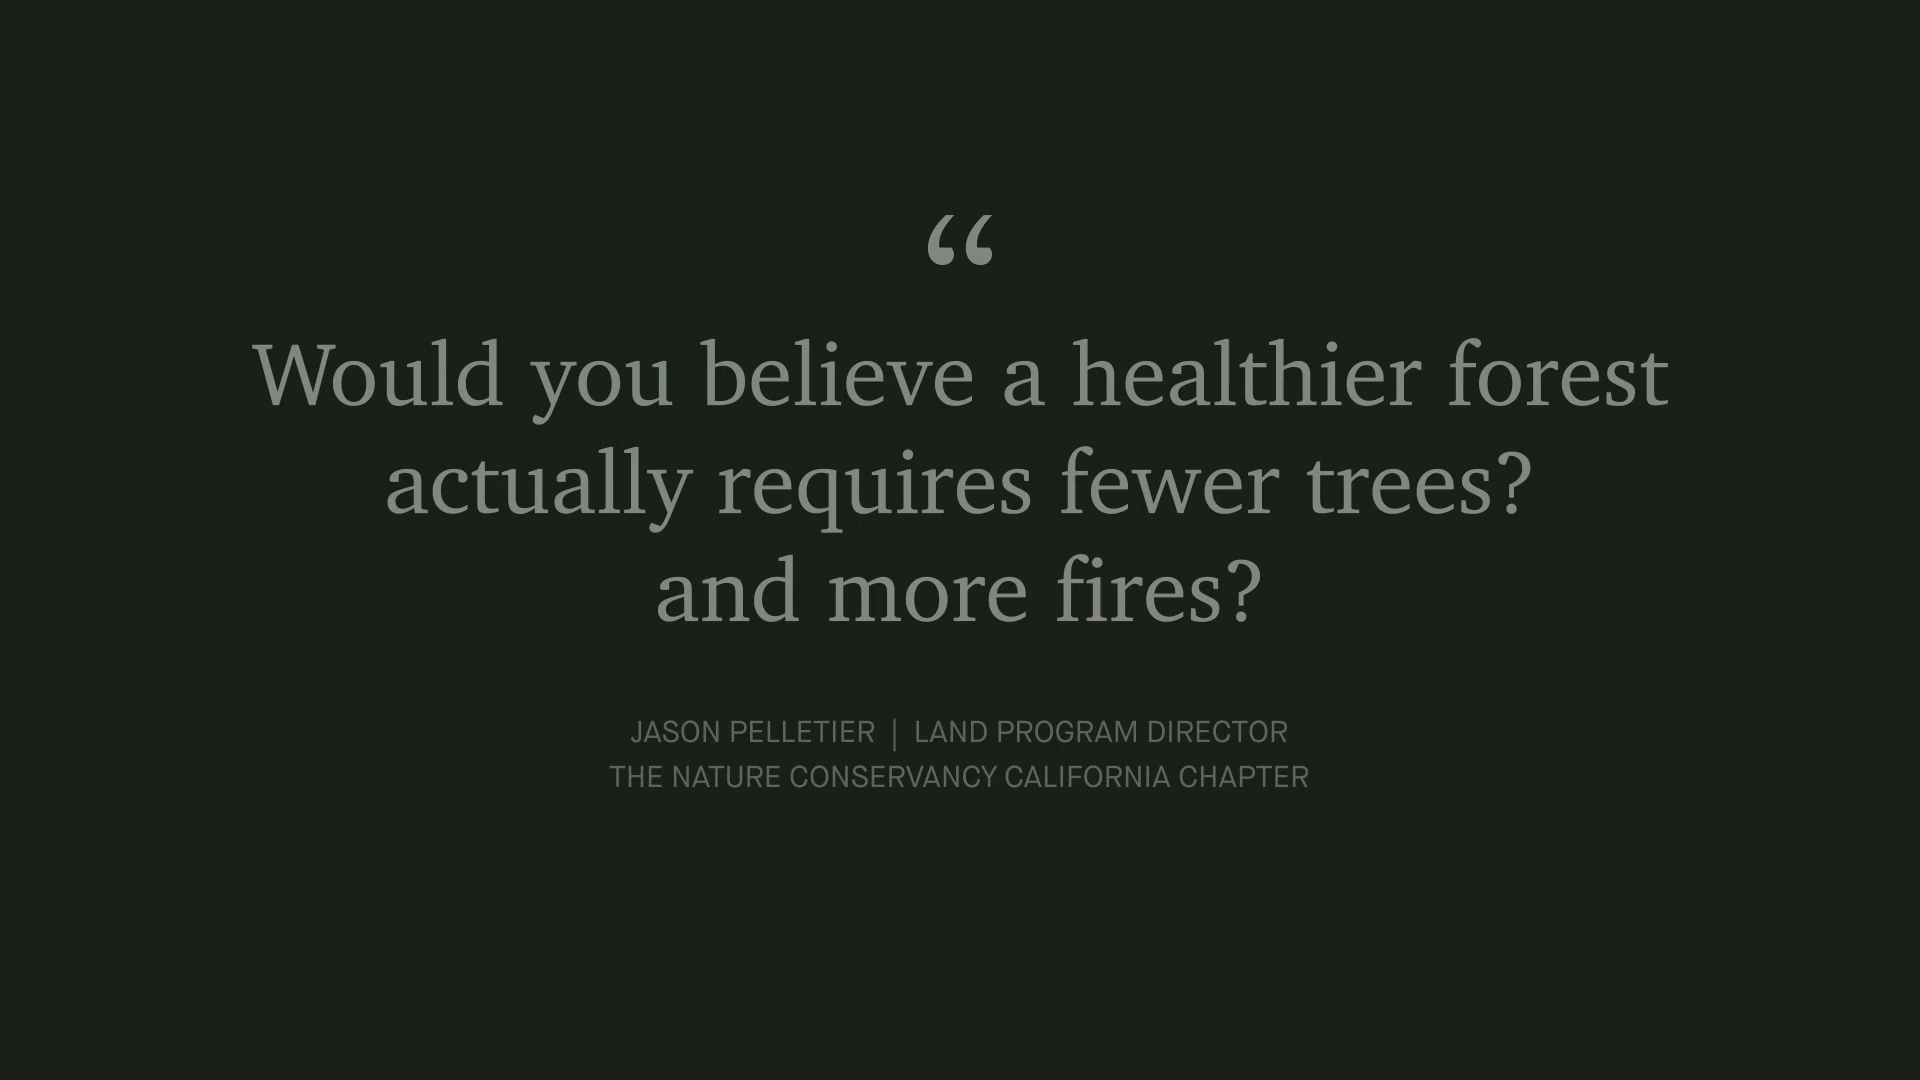 “
Would you believe a healthier forest
actually requires fewer trees?
and more fires?
JASON PELLETIER | LAND PROGRAM DIRECTOR
THE NATURE CONSERVANCY CALIFORNIA CHAPTER